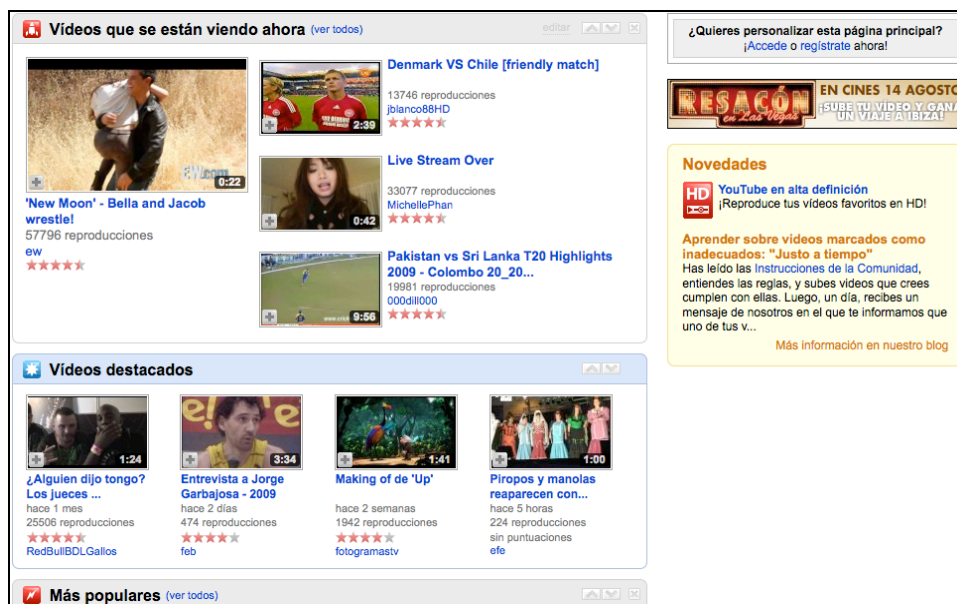 Vídeos que se están viendo ahora (ver todos)
editar
EW.com
0:22
'New Moon' - Bella and Jacob
wrestle!
57796 reproducciones
ew
2:39
Denmark VS Chile [friendly match]
13746 reproducciones
jblanco88HD
0:42
Live Stream Over
33077 reproducciones
MichellePhan
9:56
Pakistan vs Sri Lanka T20 Highlights
2009 - Colombo 20_20...
19981 reproducciones
000dill000
Vídeos destacados
1:24
¿Alguien dijo tongo?
Los jueces ...
hace 1 mes
25506 reproducciones
RedBullBDLGallos
3:34
Entrevista a Jorge
Garbajosa - 2009
hace 2 días
474 reproducciones
feb
1:41
Making of de 'Up'
hace 2 semanas
1942 reproducciones
fotogramastv
1:00
Piropos y manolas
reaparecen con...
hace 5 horas
224 reproducciones
sin puntuaciones
efe
Más populares (ver todos)
¿Quieres personalizar esta página principal?
¡Accede o regístrate ahora!
RESACÓN
en Las Vegas
EN CINES 14 AGOSTO
¡SUBE TU VÍDEO Y GANA
UN VIAJE A IBIZA!
Novedades
HD
YouTube en alta definición
¡Reproduce tus vídeos favoritos en HD!
Aprender sobre videos marcados como
inadecuados: "Justo a tiempo"
Has leído las Instrucciones de la Comunidad,
entiendes las reglas, y subes videos que crees
cumplen con ellas. Luego, un día, recibes un
mensaje de nosotros en el que te informamos que
uno de tus v...
Más información en nuestro blog